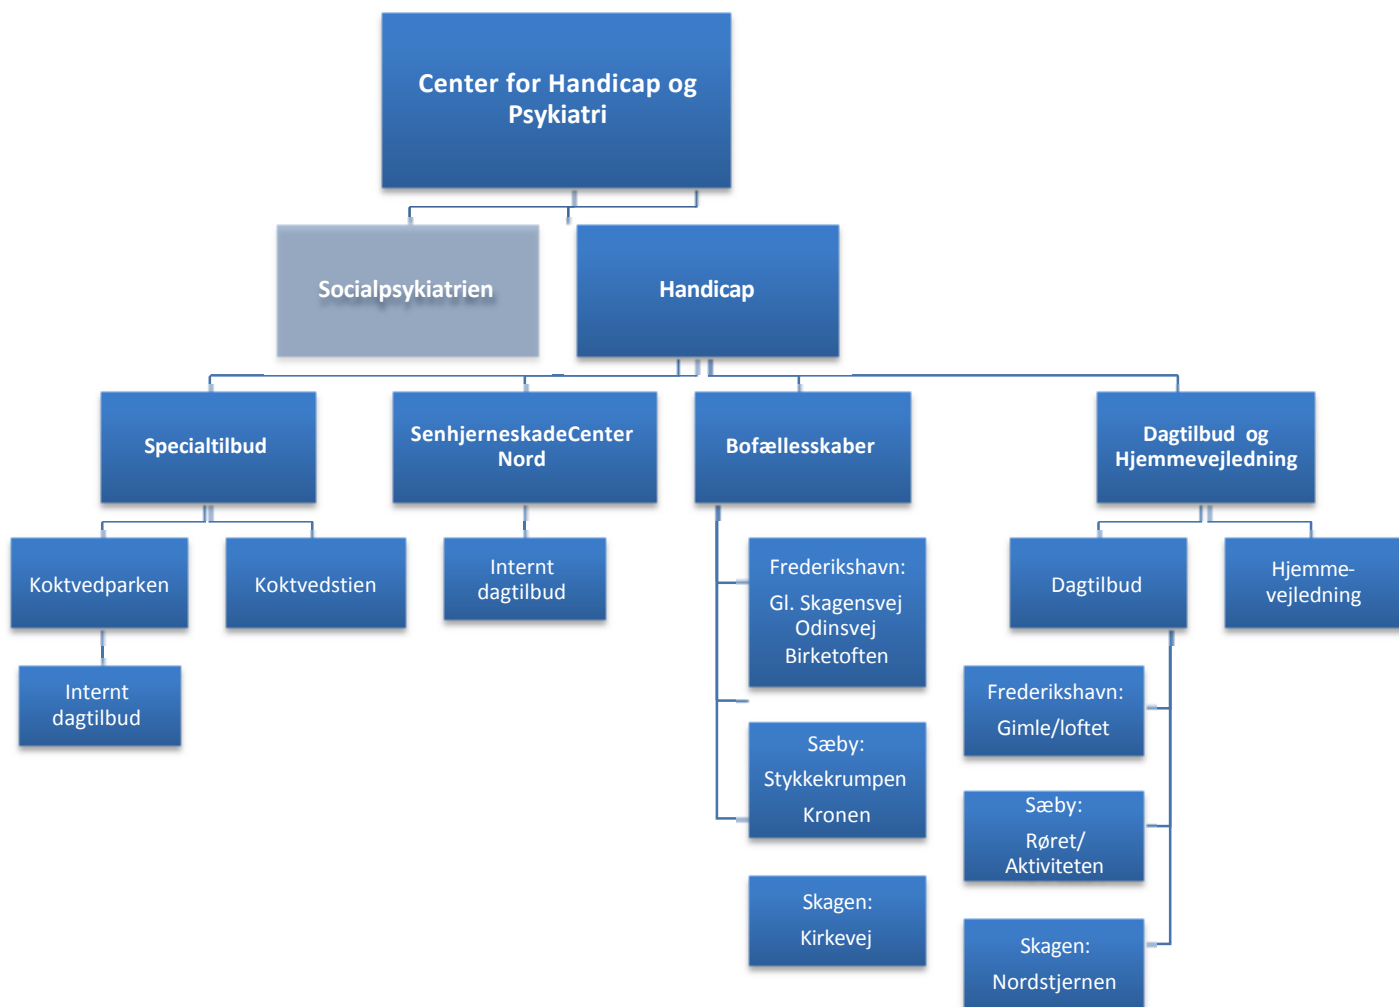 Center for Handicap og
Psykiatri
Socialpsykiatrien
Handicap
Specialtilbud
SenhjerneskadeCenter
Nord
Bofællesskaber
Dagtilbud og
Hjemmevejledning
Koktvedparken
Koktvedstien
Internt
dagtilbud
Internt
dagtilbud
Frederikshavn:
Gl. Skagensvej
Odinsvej
Birketoften
Sæby:
Stykkekrumpen
Kronen
Skagen:
Kirkevej
Dagtilbud
Hjemme-
vejledning
Frederikshavn:
Gimle/loftet
Sæby:
Røret/
Aktiviteten
Skagen:
Nordstjernen